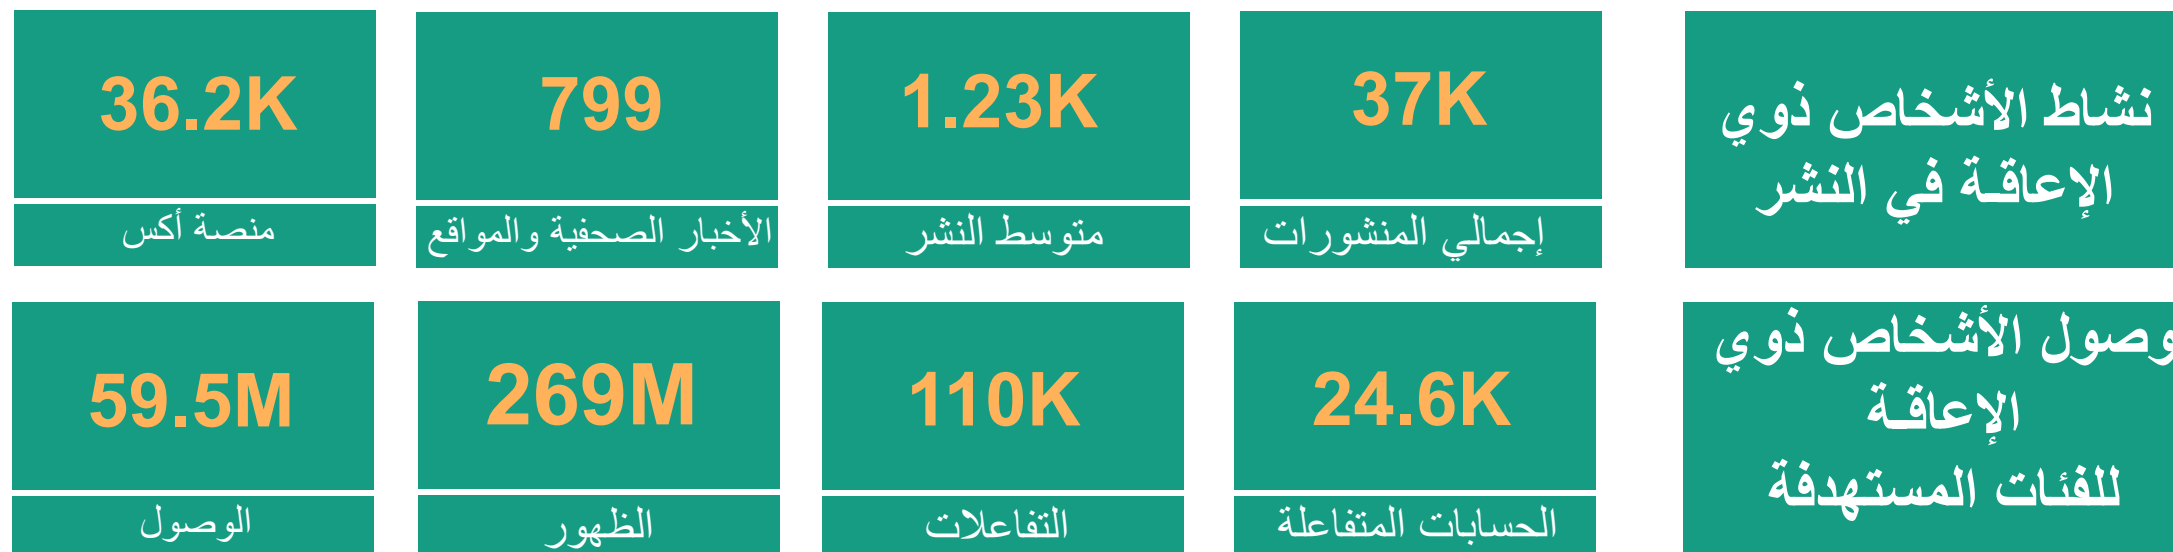 نشاط الأشخاص ذوي
الإعاقة في النشر
37K
إجمالي المنشورات
1.23K
متوسط النشر
799
الأخبار الصحفية والمواقع
36.2K
منصة أكس
وصول الأشخاص ذوي
الإعاقة
للفئات المستهدفة
24.6K
الحسابات المتفاعلة
110K
التفاعلات
269M
الظهور
59.5M
الوصول